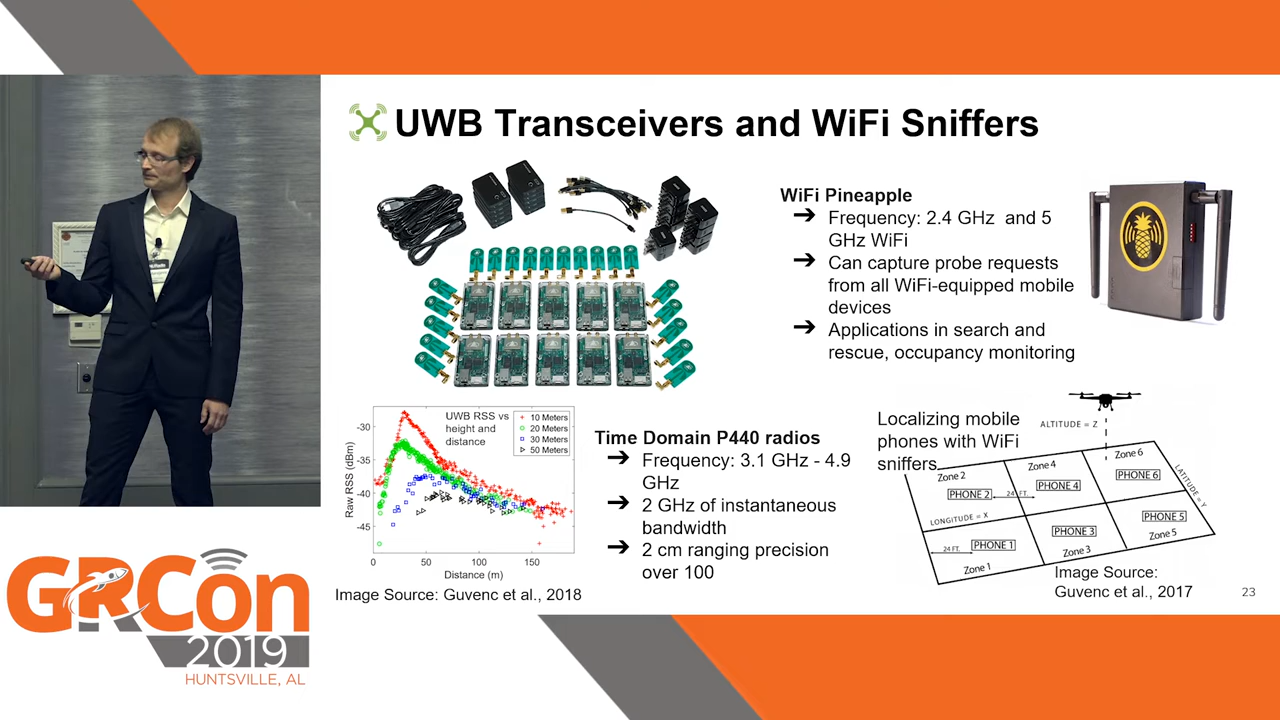 UWB Transceivers and WiFi Sniffers
WiFi Pineapple
➔ Frequency: 2.4 GHz and 5
GHz WiFi
➔ Can capture probe requests
from all WiFi-equipped mobile
devices
➔ Applications in search and
rescue, occupancy monitoring
UWB RSS vs
height and
distance
10 Meters
20 Meters
30 Meters
50 Meters
Raw RSS (dBm)
-30
-35
-40
-45
0 50 100 150
Distance (m)
Image Source: Guvenc et al., 2018
Time Domain P440 radios
➔ Frequency: 3.1 GHz - 4.9
GHz
➔ 2 GHz of instantaneous
bandwidth
➔ 2 cm ranging precision
over 100
Localizing mobile
phones with WiFi
sniffers
ALTITUDE = Z
LATITUDE = Y
LONGITUDE = X
Zone 2
Zone 4
Zone 6
PHONE 2
24 FT.
PHONE 4
PHONE 6
PHONE 1
PHONE 3
PHONE 5
24 FT.
Zone 1
Zone 3
Zone 5
Image Source:
Guvenc et al., 2017
23
GRCon
2019
HUNTSVILLE, AL